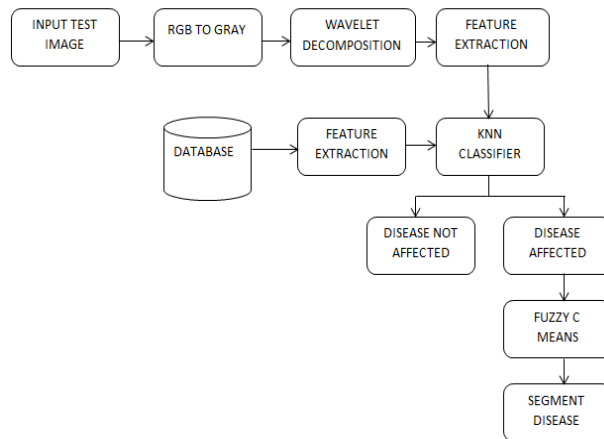 INPUT TEST
IMAGE
RGB TO GRAY
WAVELET
DECOMPOSITION
FEATURE
EXTRACTION
DATABASE
FEATURE
EXTRACTION
KNN
CLASSIFIER
DISEASE NOT
AFFECTED
DISEASE
AFFECTED
FUZZY C
MEANS
SEGMENT
DISEASE